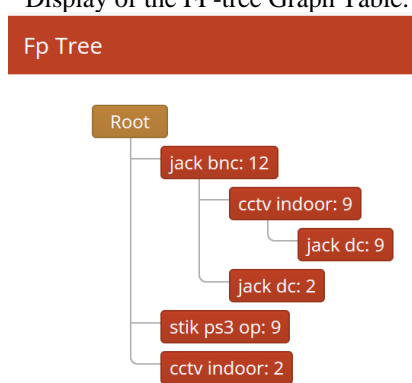 Display of the FP-tree Graph Table.
Fp Tree
Root
jack bnc: 12
cctv indoor: 9
jack dc: 9
jack dc: 2
stik ps3 op: 9
cctv indoor: 2